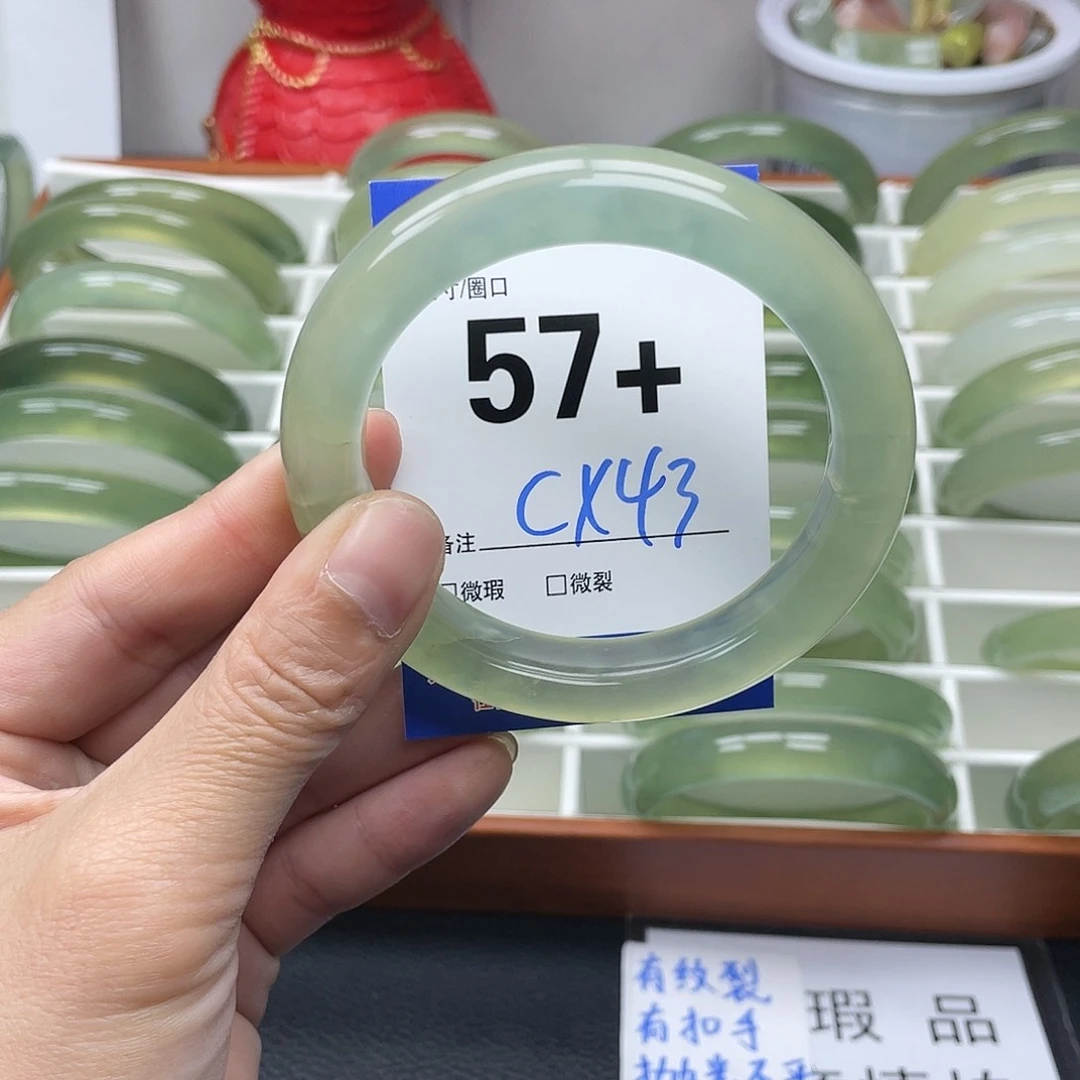 寸/圈口
57+
CX43
备注
□微瑕 □微裂
有纹裂
有扣手
瑕品